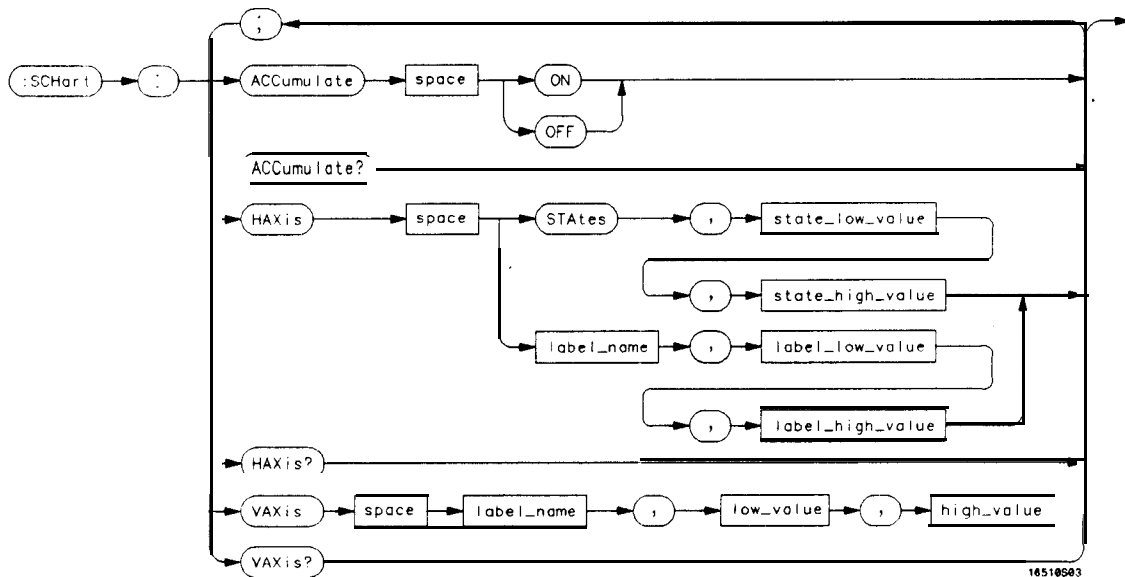 ;
:SCHart : ACCumulate space ON
OFF
ACCumulate?
HAXis space STAtes , state_low_value
, state_high_value
label_name , label_low_value
, label_high_value
HAXis?
VAXis space label_name , low_value , high_value
VAXis?
16510S03